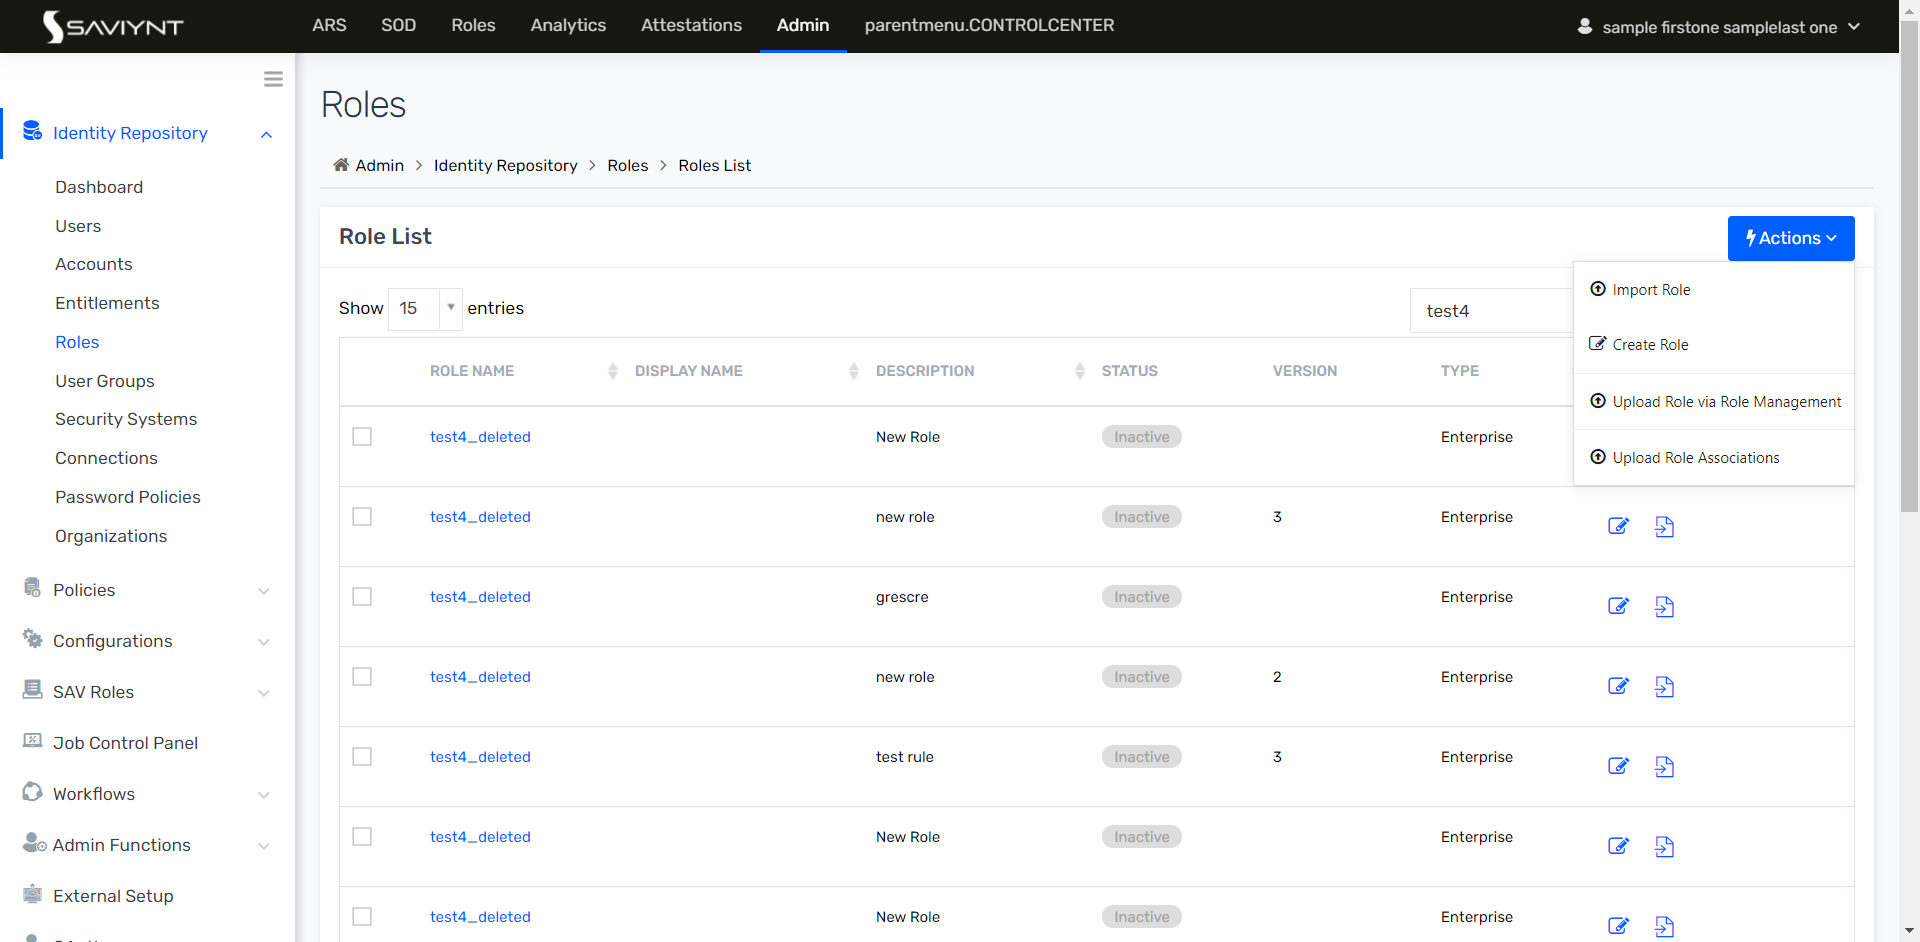 SAVIYNT
ARS
SOD
Roles
Analytics
Attestations
Admin
parentmenu.CONTROLCENTER
sample firstone samplelast one
Identity Repository
Dashboard
Users
Accounts
Entitlements
Roles
User Groups
Security Systems
Connections
Password Policies
Organizations
Policies
Configurations
SAV Roles
Job Control Panel
Workflows
Admin Functions
External Setup
Roles
Admin > Identity Repository > Roles > Roles List
Role List
Actions
Import Role
Create Role
Upload Role via Role Management
Upload Role Associations
Show 15 entries
test4
ROLE NAME DISPLAY NAME DESCRIPTION STATUS VERSION TYPE
test4_deleted New Role Inactive Enterprise
test4_deleted new role Inactive 3 Enterprise
test4_deleted grescre Inactive Enterprise
test4_deleted new role Inactive 2 Enterprise
test4_deleted test rule Inactive 3 Enterprise
test4_deleted New Role Inactive Enterprise
test4_deleted New Role Inactive Enterprise